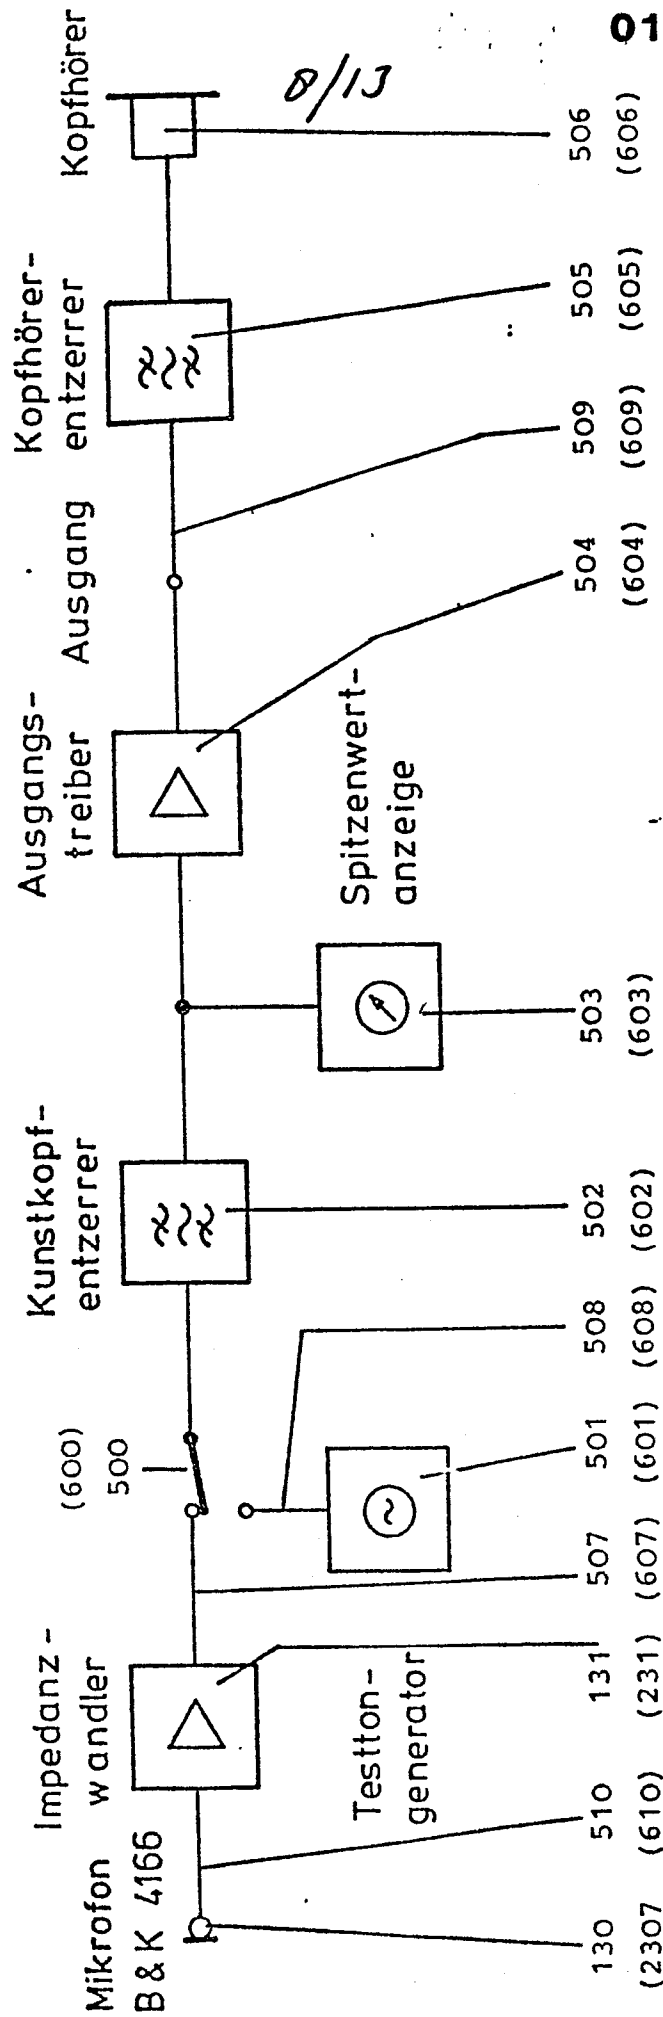 Mikrofon
B&K 4166
Impedanz-
wandler
Testton-
generator
(600)
500
Kunstkopf-
entzerrer
Spitzenwert-
anzeige
Ausgangs-
treiber
Ausgang
Kopfhörer-
entzerrer
Kopfhörer
8/13
01
130
(2307
510
(610)
131
(231)
507
(607)
501
(601)
508
(608)
502
(602)
503
(603)
504
(604)
509
(609)
505
(605)
506
(606)